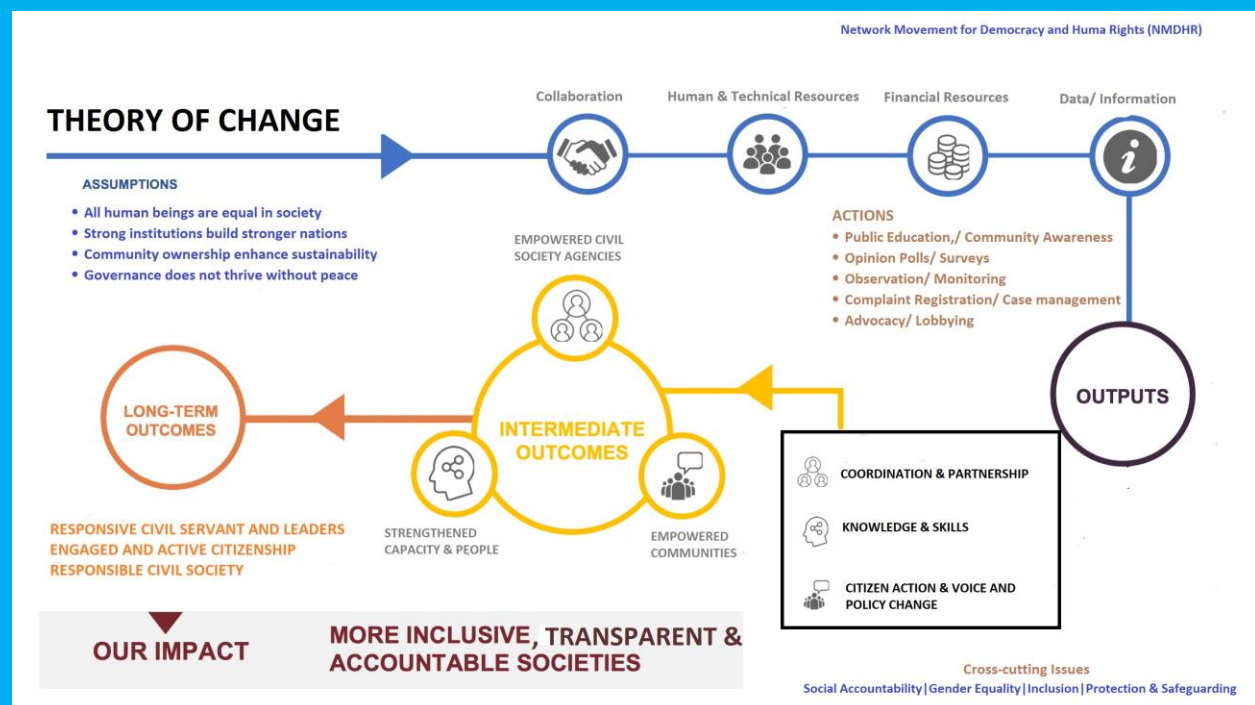 Network Movement for Democracy and Huma Rights (NMDHR)
THEORY OF CHANGE
Collaboration
Human & Technical Resources
Financial Resources
Data/ Information
i
ASSUMPTIONS
• All human beings are equal in society
• Strong institutions build stronger nations
• Community ownership enhance sustainability
• Governance does not thrive without peace
ACTIONS
• Public Education,/ Community Awareness
• Opinion Polls/ Surveys
• Observation/ Monitoring
• Complaint Registration/ Case management
• Advocacy/ Lobbying
OUTPUTS
COORDINATION & PARTNERSHIP
KNOWLEDGE & SKILLS
CITIZEN ACTION & VOICE AND
POLICY CHANGE
EMPOWERED CIVIL
SOCIETY AGENCIES
INTERMEDIATE
OUTCOMES
STRENGTHENED
CAPACITY & PEOPLE
EMPOWERED
COMMUNITIES
LONG-TERM
OUTCOMES
RESPONSIVE CIVIL SERVANT AND LEADERS
ENGAGED AND ACTIVE CITIZENSHIP
RESPONSIBLE CIVIL SOCIETY
OUR IMPACT
MORE INCLUSIVE, TRANSPARENT &
ACCOUNTABLE SOCIETIES
Cross-cutting Issues
Social Accountability|Gender Equality|Inclusion|Protection & Safeguarding